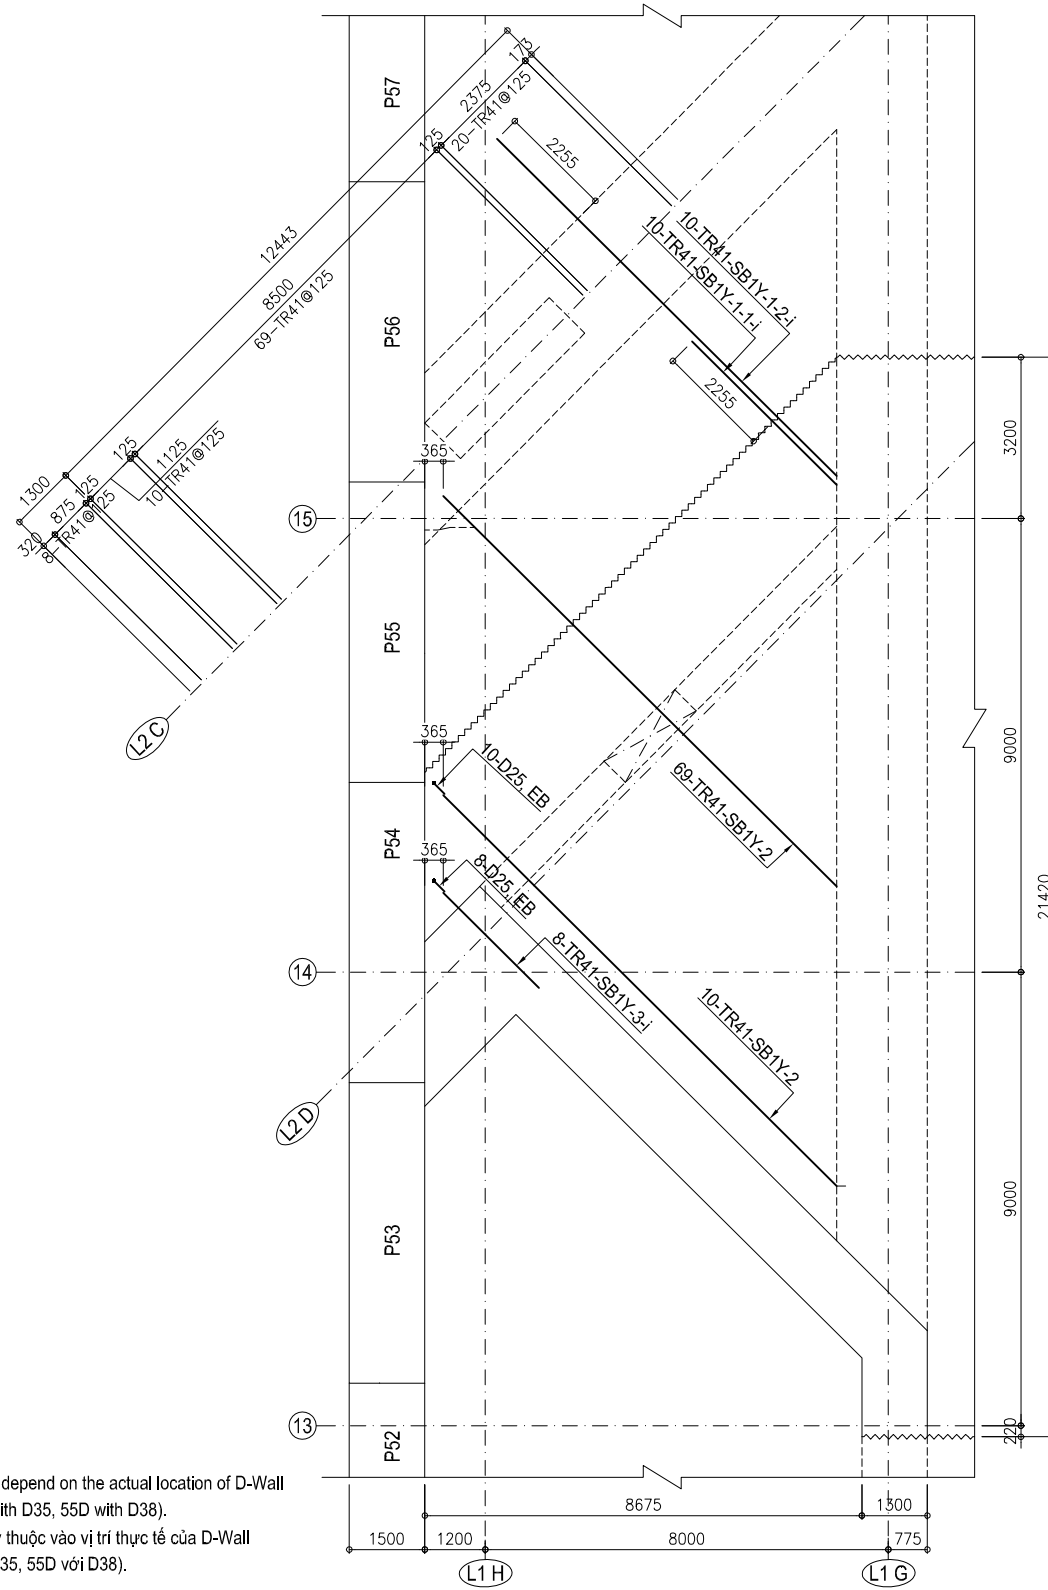 P57
173
2375
20-TR41@125
125
2255
12443
8500
69-TR41@125
10-TR41-SB1Y-1-2-i
10-TR41-SB1Y-1-1-i
P56
2255
365
3200
125
1125
10-TR41@125
125
1300
875
8-TR41@125
320
15
P55
L2 C
9000
365
10-D25, EB
69-TR41-SB1Y-2
P54
365
8-D25, EB
21420
8-TR41-SB1Y-3-i
10-TR41-SB1Y-2
14
L2 D
9000
P53
13
220
P52
depend on the actual location of D-Wall
ith D35, 55D with D38).
thuộc vào vị trí thực tế của D-Wall
35, 55D với D38).
8675
1300
1500
1200
8000
775
L1 H
L1 G